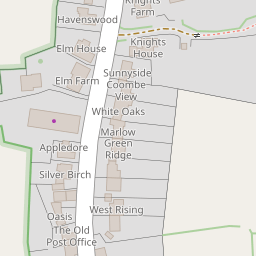 Knights
Farm
Havenswood
Elm House
Knights
House
Elm Farm
Sunnyside
Coombe
View
White Oaks
Marlow
Green
Ridge
Appledore
Silver Birch
Oasis
West Rising
The Old
Post Office